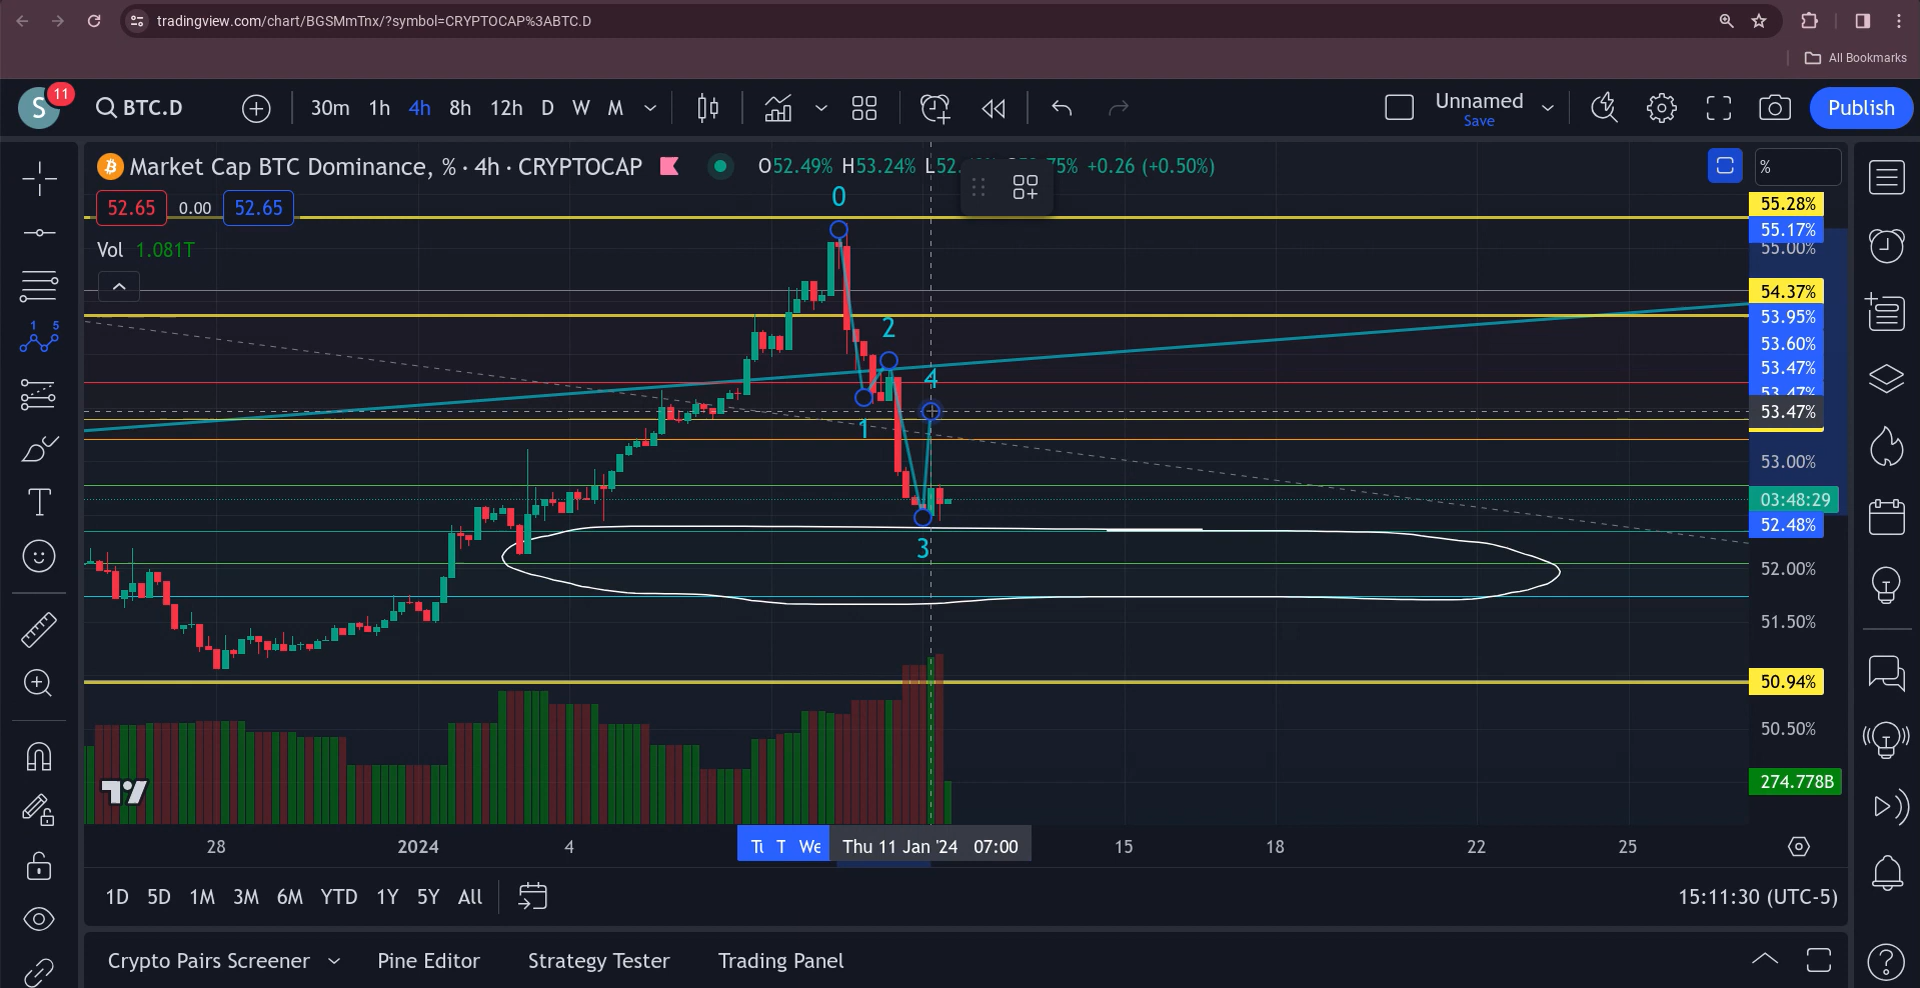 tradingview.com/chart/BGSMmTnx/?symbol=CRYPTOCAP%3ABTC.D
All Bookmarks
S 11 BTC.D 30m 1h 4h 8h 12h D W M Unnamed Save Publish
Market Cap BTC Dominance, % · 4h · CRYPTOCAP O52.49% H53.24% L52. 75% +0.26 (+0.50%) %
52.65 0.00 52.65
Vol 1.081T
0
1
2
3
4
55.28%
55.17%
55.00%
54.37%
53.95%
53.60%
53.47%
53.47%
53.47%
53.00%
03:48:29
52.48%
52.00%
51.50%
50.94%
50.50%
274.778B
28 2024 4 T We Thu 11 Jan '24 07:00 15 18 22 25
1D 5D 1M 3M 6M YTD 1Y 5Y All 15:11:30 (UTC-5)
Crypto Pairs Screener Pine Editor Strategy Tester Trading Panel